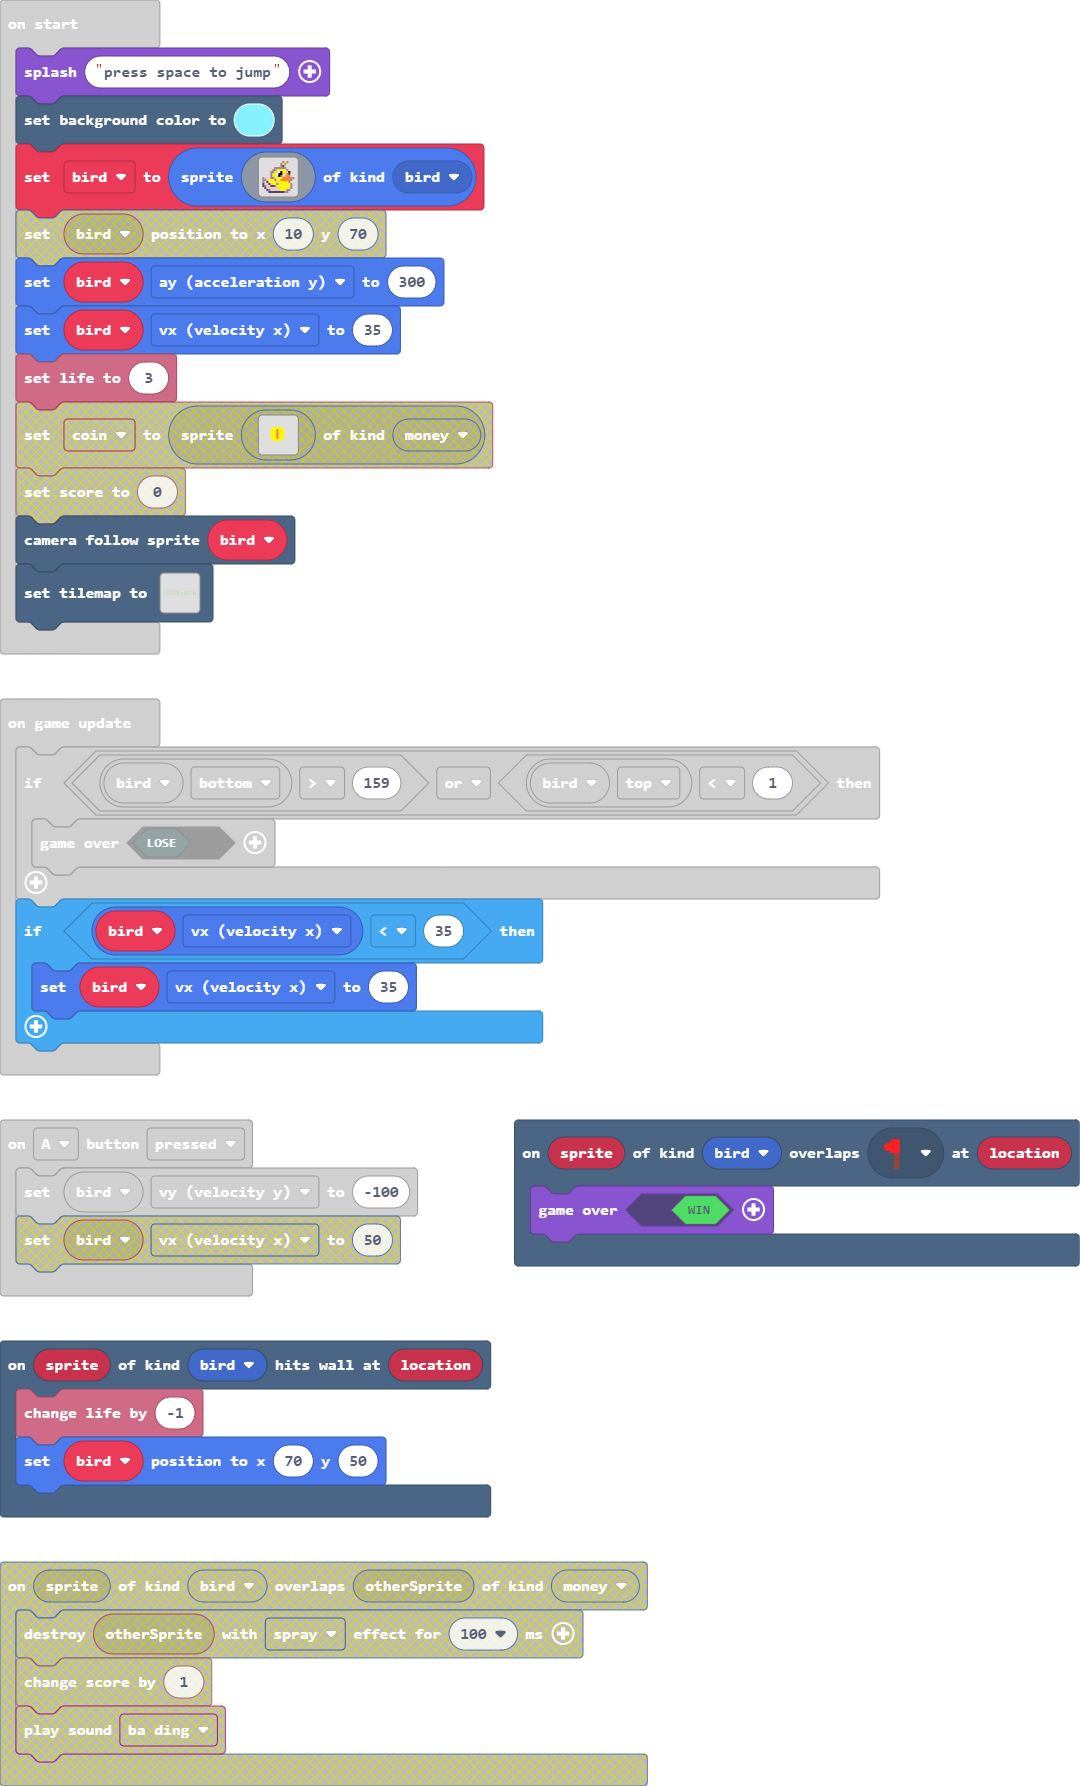 on start
splash "press space to jump"
set background color to
set bird to sprite of kind bird
set bird position to x 10 y 70
set bird ay (acceleration y) to 300
set bird vx (velocity x) to 35
set life to 3
set coin to sprite of kind money
set score to 0
camera follow sprite bird
set tilemap to
on game update
if bird bottom > 159 or bird top < 1 then
game over LOSE
if bird vx (velocity x) < 35 then
set bird vx (velocity x) to 35
on A button pressed
set bird vy (velocity y) to -100
set bird vx (velocity x) to 50
on sprite of kind bird overlaps at location
game over WIN
on sprite of kind bird hits wall at location
change life by -1
set bird position to x 70 y 50
on sprite of kind bird overlaps otherSprite of kind money
destroy otherSprite with spray effect for 100 ms
change score by 1
play sound ba ding